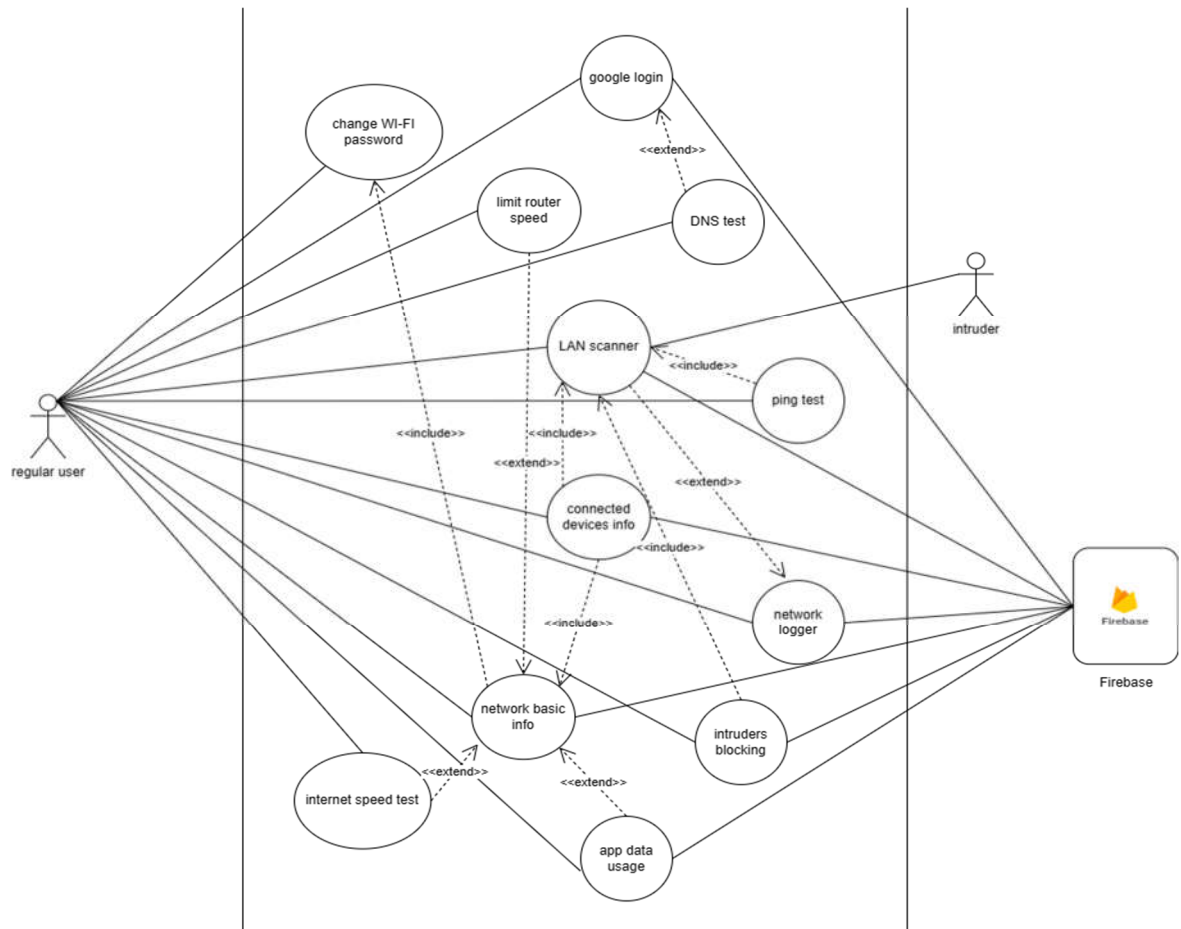 google login
change WI-FI
password
<<extend>>
limit router
speed
DNS test
intruder
LAN scanner
<<include>>
ping test
regular user
<<include>>
<<include>>
<<extend>>
<<extend>>
connected
devices info
<<include>>
network
logger
Firebase
<<include>>
Firebase
network basic
info
intruders
blocking
<<extend>>
<<extend>>
internet speed test
app data
usage